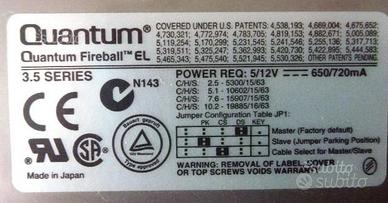 Quantum
Quantum Fireball™ EL
3.5 SERIES
COVERED UNDER U.S. PATENTS: 4,538,193 4,669,004 4,675,652
4,730,321 4,772,974 4,783,705 4,819,153 4,882,671 5,005,089
5,119,254 5,170,299 5,231,545 5,241,546 5,255,136 5,317,713
5,319,511 5,325,247 5,362,993 5,420,730 5,422,895
5,465,343 5,475,540 5,521,945 5,530,326 OTHER PATENTS PENDING
N143
POWER REQ: 5/12V 650/720mA
C/H/S: 2.5 - 5300/15/63
C/H/S: 5.1 - 10602/15/63
C/H/S: 7.6 - 15907/15/63
C/H/S: 10.2 - 19885/16/63
Jumper Configuration Table JP1:
PK CS DS KEY
Master (Factory default)
Slave (Jumper Parking Position)
Cable Select for Master/Slave
WARNING: REMOVAL OF THIS LABEL, COVER
OR TOP SCREWS VOIDS WARRANTY
subito
subito